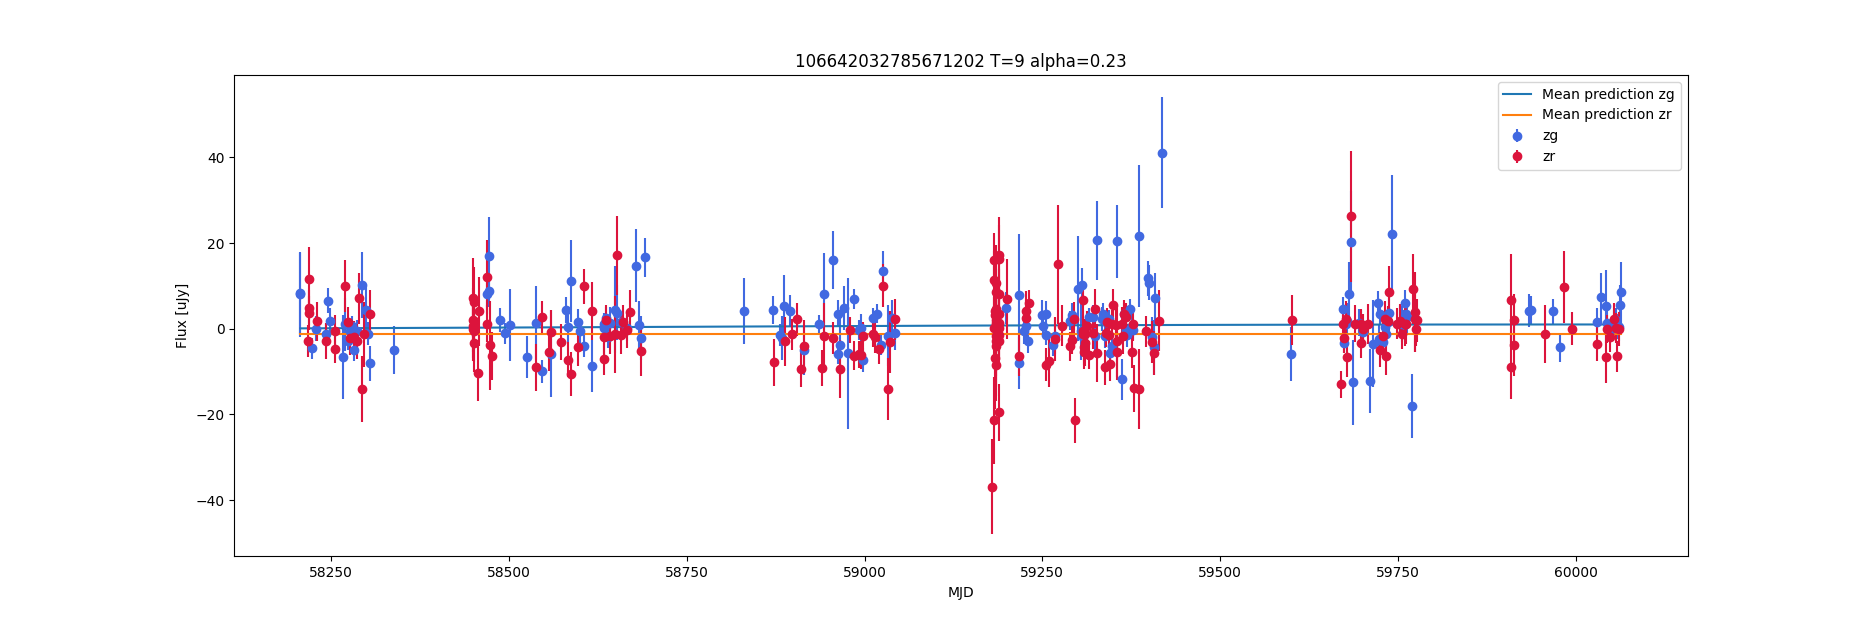 106642032785671202 T=9 alpha=0.23
Mean prediction zg
Mean prediction zr
zg
zr
Flux [uJy]
40
20
0
−20
−40
58250 58500 58750 59000 59250 59500 59750 60000
MJD